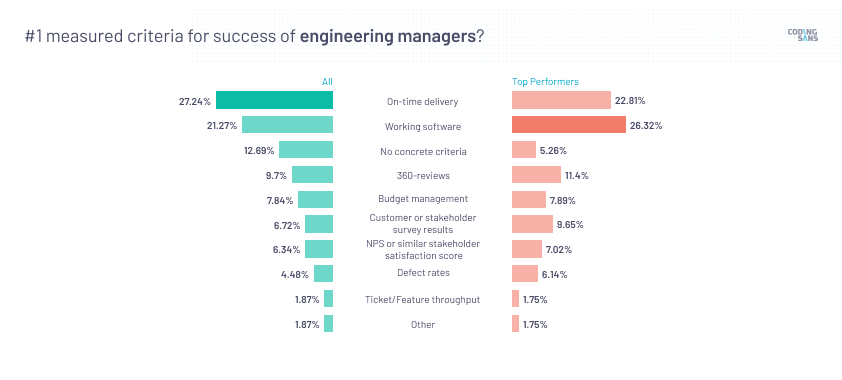 #1 measured criteria for success of engineering managers?
CODING
SANS
All
Top Performers
27.24%
On-time delivery
22.81%
21.27%
Working software
26.32%
12.69%
No concrete criteria
5.26%
9.7%
360-reviews
11.4%
7.84%
Budget management
7.89%
6.72%
Customer or stakeholder
survey results
9.65%
6.34%
NPS or similar stakeholder
satisfaction score
7.02%
4.48%
Defect rates
6.14%
1.87%
Ticket/Feature throughput
1.75%
1.87%
Other
1.75%